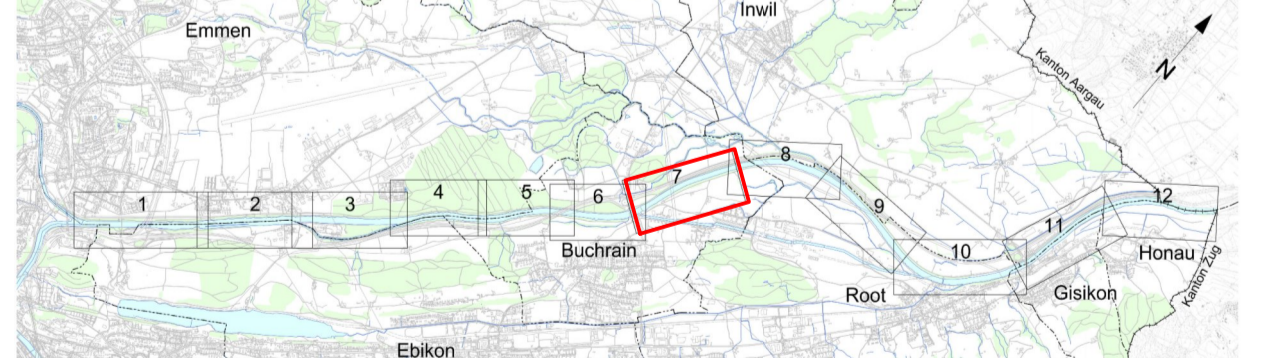 Inwil
Emmen
Kanton Aargau
N
8
7
12
4
5
6
1
2
3
9
11
10
Buchrain
Honau
Kanton Zug
Root
Gisikon
Ebikon